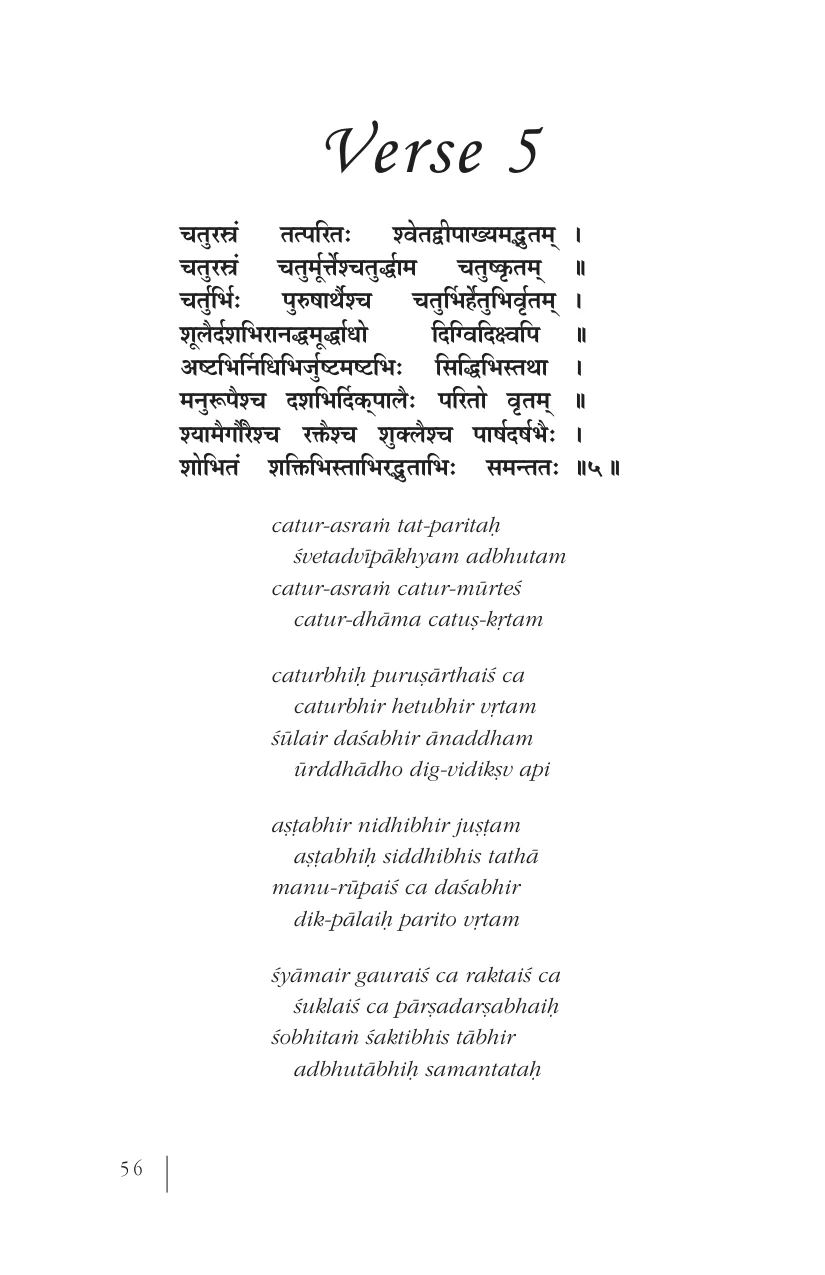 Verse 5
चतुरस्रं तत्परितः श्वेतद्वीपाख्यमद्भुतम् ।
चतुरस्रं चतुर्मूर्त्तेश्चतुर्द्धाम चतुष्कृतम् ॥
चर्तुर्भिः पुरुषार्थैश्च चतुर्भिर्हेतुभिर्वृतम् ।
शूलैर्दशभिरानद्धमूर्द्धाधो दिग्विदिक्ष्वपि ॥
अष्टभिर्निधिभिर्जुष्टमष्टभिः सिद्धिभिस्तथा ।
मनुरूपैश्च दशभिर्दिक्पालैः परितो वृतम् ॥
श्यामैर्गौरैश्च रक्तैश्च शुक्लैश्च पार्षदर्षभैः ।
शोभितं शक्तिभिस्ताभिरद्भुताभिः समन्ततः ॥५॥
catur-asraṁ tat-paritaḥ
śvetadvīpākhyam adbhutam
catur-asraṁ catur-mūrteś
catur-dhāma catuṣ-kṛtam
caturbhiḥ puruṣārthaiś ca
caturbhir hetubhir vṛtam
śūlair daśabhir ānaddham
ūrddhādho dig-vidikṣv api
aṣṭabhir nidhibhir juṣṭam
aṣṭabhiḥ siddhibhis tathā
manu-rūpaiś ca daśabhir
dik-pālaiḥ parito vṛtam
śyāmair gauraiś ca raktaiś ca
śuklaiś ca pārṣadarṣabhaiḥ
śobhitaṁ śaktibhis tābhir
adbhutābhiḥ samantataḥ
56